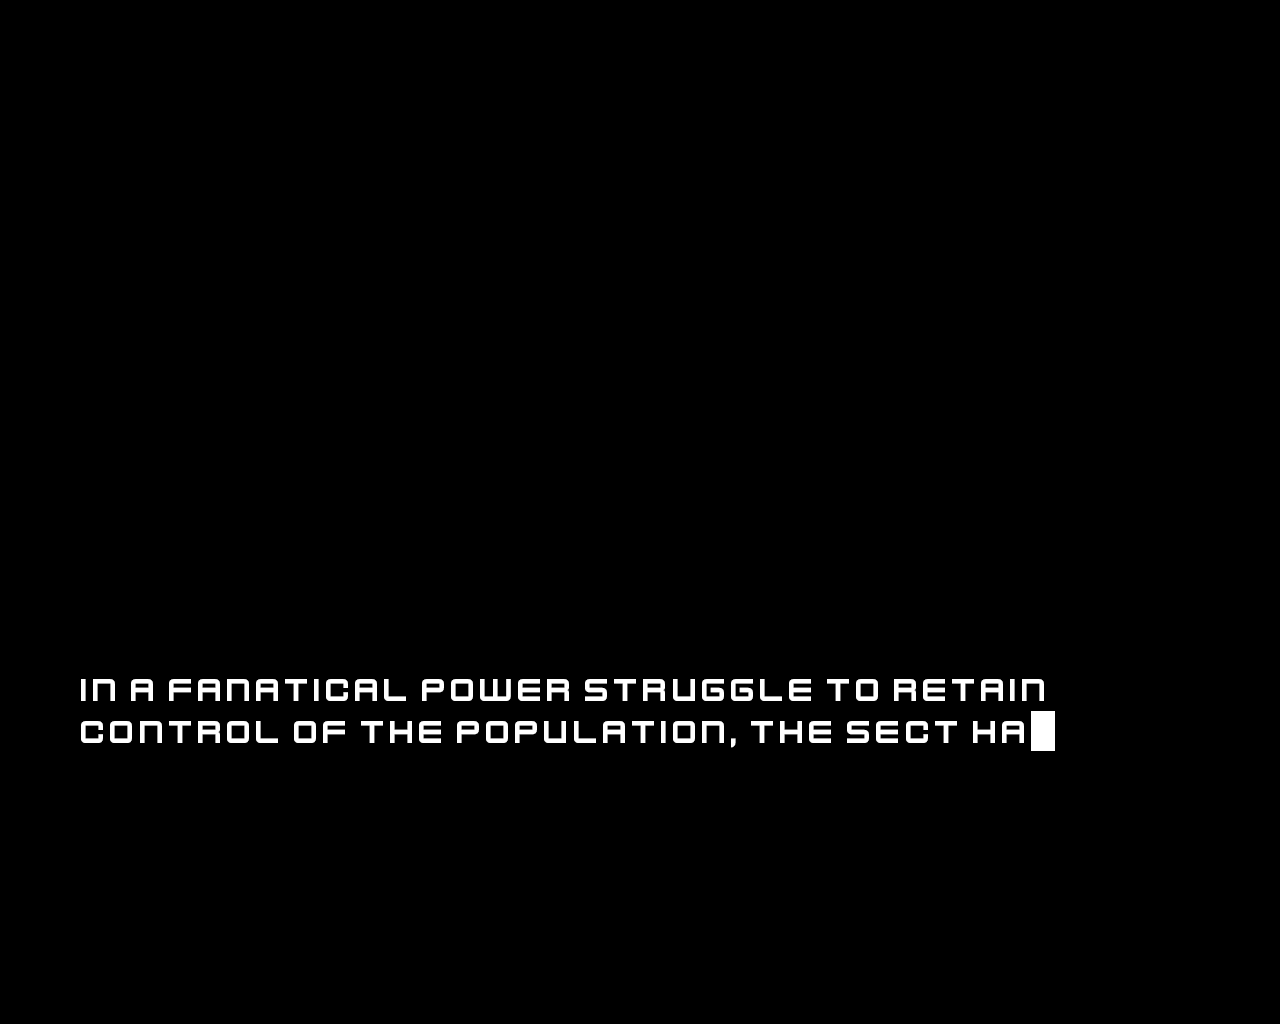 IN A FANATICAL POWER STRUGGLE TO RETAIN
CONTROL OF THE POPULATION, THE SECT HA